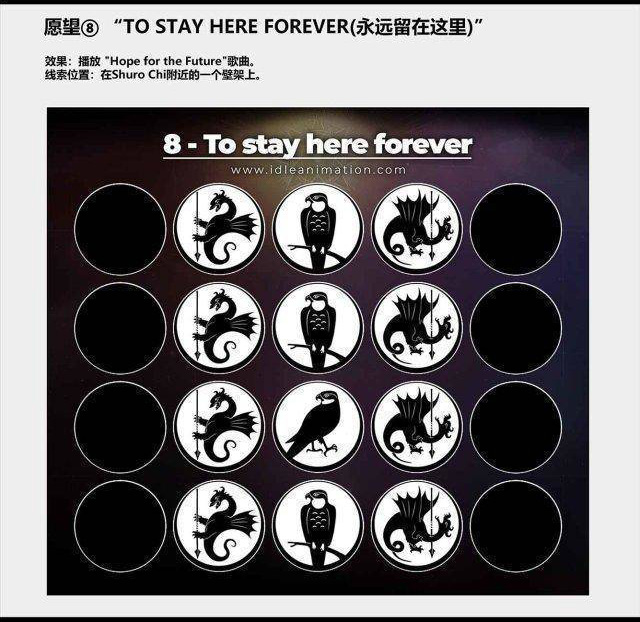 愿望⑧ “TO STAY HERE FOREVER(永远留在这里)”
效果：播放 "Hope for the Future"歌曲。
线索位置：在Shuro Chi附近的一个壁架上。
8 - To stay here forever
www.idleanimation.com